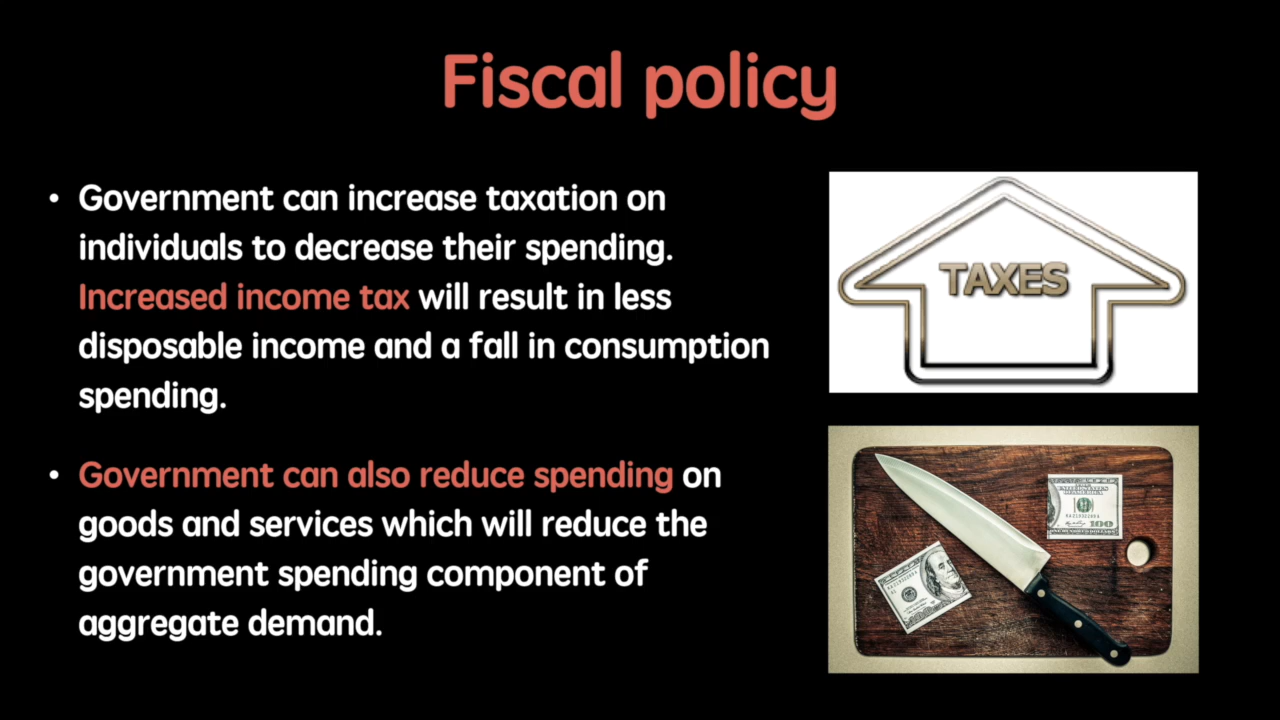 Fiscal policy
• Government can increase taxation on
individuals to decrease their spending.
Increased income tax will result in less
disposable income and a fall in consumption
spending.
• Government can also reduce spending on
goods and services which will reduce the
government spending component of
aggregate demand.
TAXES
100